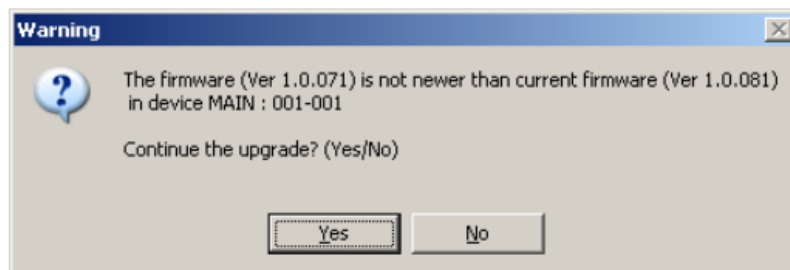 Warning
The firmware (Ver 1.0.071) is not newer than current firmware (Ver 1.0.081)
in device MAIN : 001-001
Continue the upgrade? (Yes/No)
Yes
No